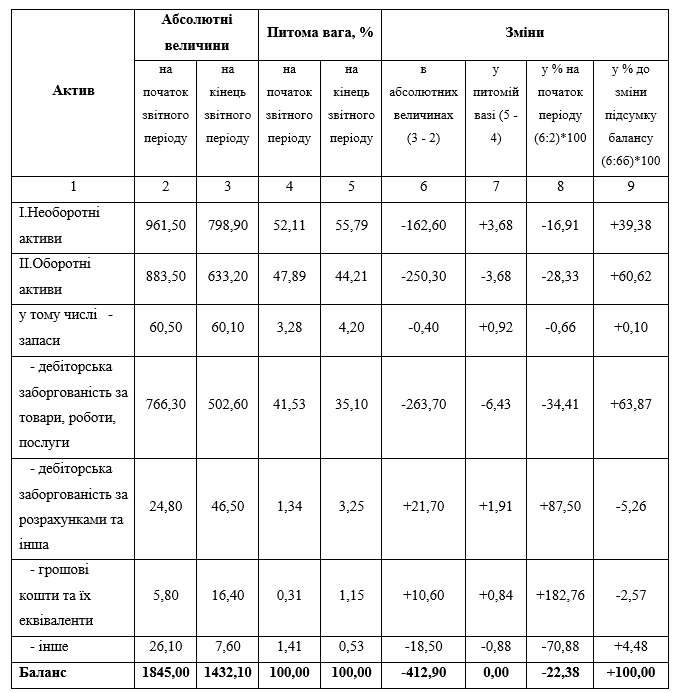 Актив
Абсолютні
величини
Питома вага, %
Зміни
на
початок
звітного
періоду
на
кінець
звітного
періоду
на
початок
звітного
періоду
на
кінець
звітного
періоду
в
абсолютних
величинах
(3 - 2)
у
питомій
вазі (5 -
4)
у % на
початок
періоду
(6:2)*100
у % до
зміни
підсумку
балансу
(6:6б)*100
1 2 3 4 5 6 7 8 9
І.Необоротні
активи
961,50 798,90 52,11 55,79 -162,60 +3,68 -16,91 +39,38
ІІ.Оборотні
активи
883,50 633,20 47,89 44,21 -250,30 -3,68 -28,33 +60,62
у тому числі -
запаси
60,50 60,10 3,28 4,20 -0,40 +0,92 -0,66 +0,10
- дебіторська
заборгованість за
товари, роботи,
послуги
766,30 502,60 41,53 35,10 -263,70 -6,43 -34,41 +63,87
- дебіторська
заборгованість за
розрахунками та
інша
24,80 46,50 1,34 3,25 +21,70 +1,91 +87,50 -5,26
- грошові
кошти та їх
еквіваленти
5,80 16,40 0,31 1,15 +10,60 +0,84 +182,76 -2,57
- інше 26,10 7,60 1,41 0,53 -18,50 -0,88 -70,88 +4,48
Баланс 1845,00 1432,10 100,00 100,00 -412,90 0,00 -22,38 +100,00